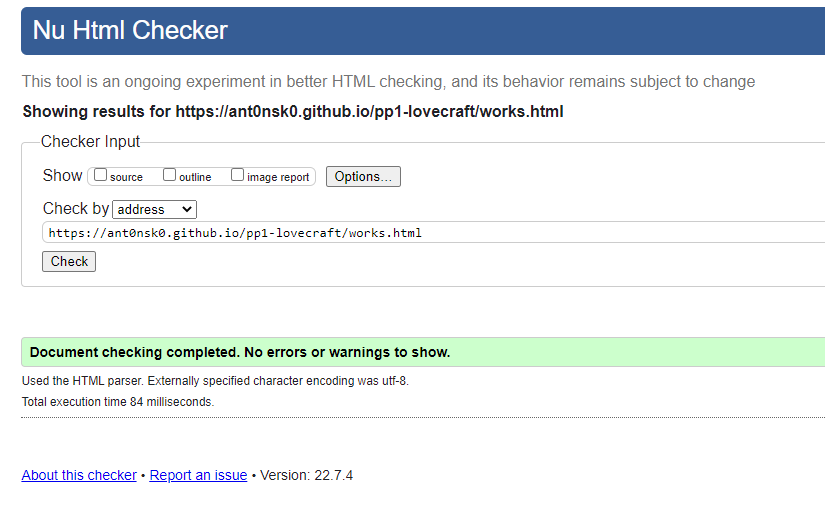 Nu Html Checker
This tool is an ongoing experiment in better HTML checking, and its behavior remains subject to change
Showing results for https://ant0nsk0.github.io/pp1-lovecraft/works.html
Checker Input
Show source outline image report Options...
Check by address
https://ant0nsk0.github.io/pp1-lovecraft/works.html
Check
Document checking completed. No errors or warnings to show.
Used the HTML parser. Externally specified character encoding was utf-8.
Total execution time 84 milliseconds.
About this checker • Report an issue • Version: 22.7.4